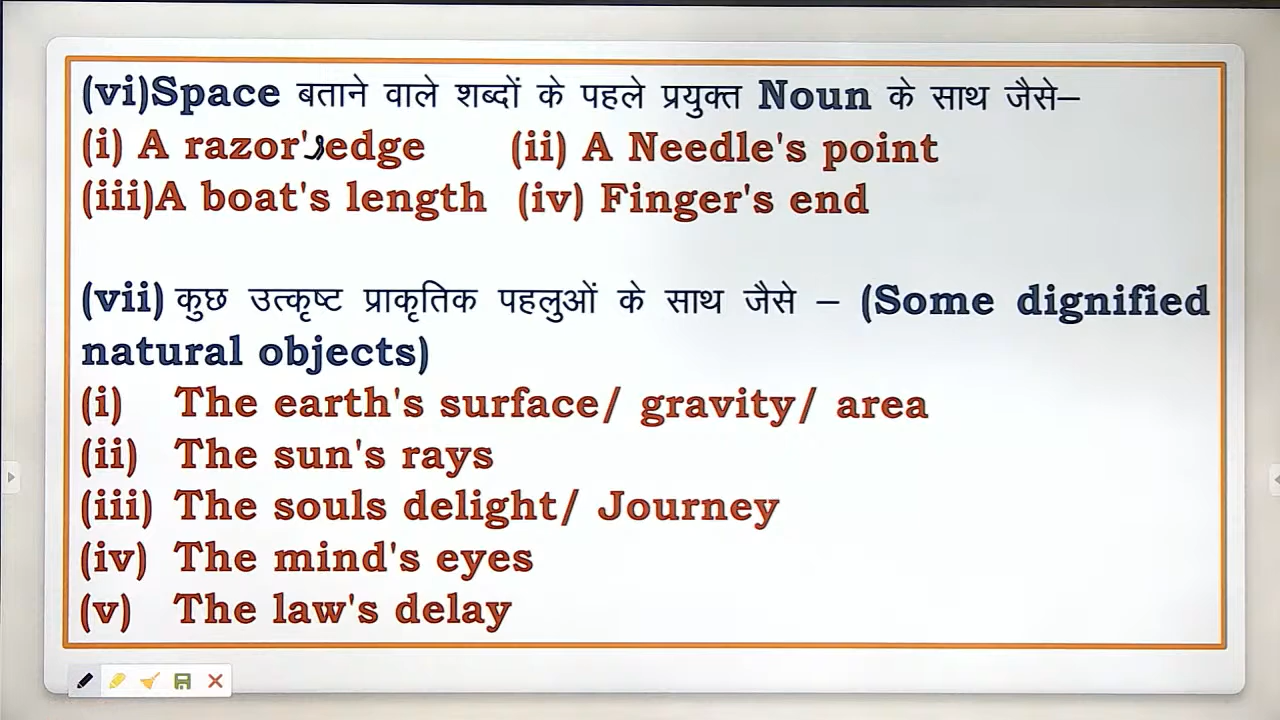 (vi)Space बताने वाले शब्दों के पहले प्रयुक्त Noun के साथ जैसे–
(i) A razor's edge (ii) A Needle's point
(iii)A boat's length (iv) Finger's end
(vii) कुछ उत्कृष्ट प्राकृतिक पहलुओं के साथ जैसे – (Some dignified
natural objects)
(i) The earth's surface/ gravity/ area
(ii) The sun's rays
(iii) The souls delight/ Journey
(iv) The mind's eyes
(v) The law's delay